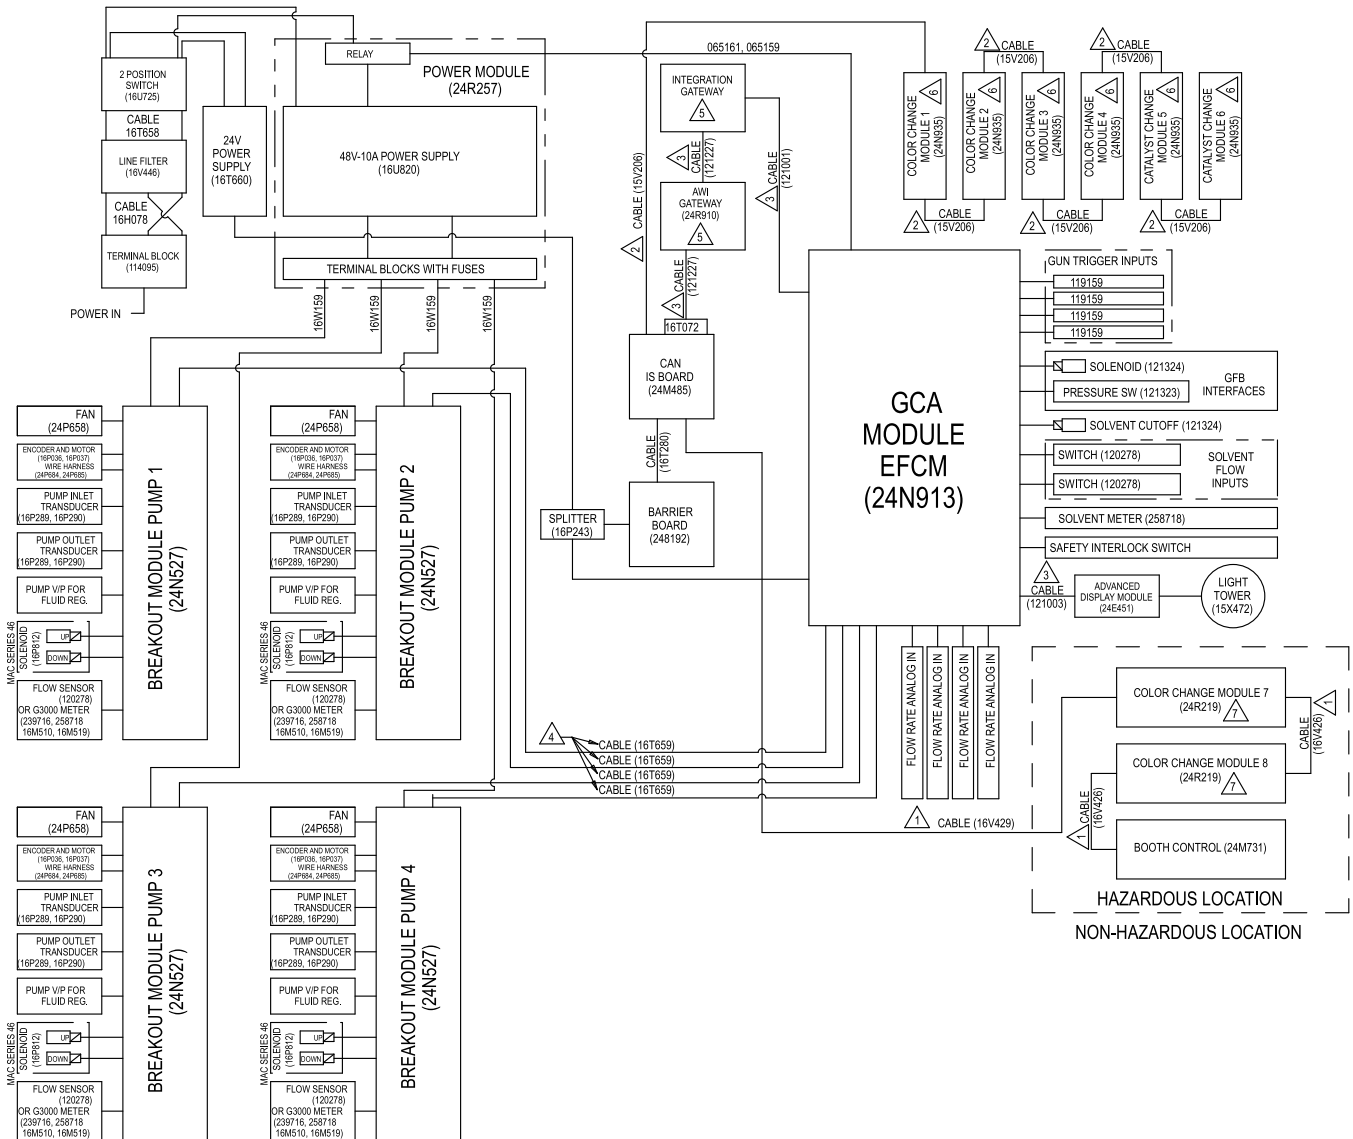 RELAY
POWER MODULE
(24R257)
2 POSITION
SWITCH
(16U725)
CABLE
16T658
LINE FILTER
(16V446)
CABLE
16H078
TERMINAL BLOCK
(114095)
POWER IN
24V
POWER
SUPPLY
(16T660)
48V-10A POWER SUPPLY
(16U820)
TERMINAL BLOCKS WITH FUSES
16W159
16W159
16W159
16W159
065161, 065159
INTEGRATION
GATEWAY
5
3
CABLE
(121227)
AWI
GATEWAY
(24R910)
5
3
CABLE
(121227)
2
CABLE (15V206)
3
CABLE
(121001)
16T072
CAN
IS BOARD
(24M485)
CABLE
(16T280)
BARRIER
BOARD
(248192)
SPLITTER
(16P243)
GCA
MODULE
EFCM
(24N913)
2
CABLE
(15V206)
2
CABLE
(15V206)
COLOR CHANGE
MODULE 1
(24N935)
6
COLOR CHANGE
MODULE 2
(24N935)
6
COLOR CHANGE
MODULE 3
(24N935)
6
COLOR CHANGE
MODULE 4
(24N935)
6
CATALYST CHANGE
MODULE 5
(24N935)
6
CATALYST CHANGE
MODULE 6
(24N935)
6
2
CABLE
(15V206)
2
CABLE
(15V206)
2
CABLE
(15V206)
GUN TRIGGER INPUTS
119159
119159
119159
119159
SOLENOID (121324)
PRESSURE SW (121323)
GFB
INTERFACES
SOLVENT CUTOFF (121324)
SWITCH (120278)
SWITCH (120278)
SOLVENT
FLOW
INPUTS
SOLVENT METER (258718)
SAFETY INTERLOCK SWITCH
3
CABLE
(121003)
ADVANCED
DISPLAY MODULE
(24E451)
LIGHT
TOWER
(15X472)
FLOW RATE ANALOG IN
FLOW RATE ANALOG IN
FLOW RATE ANALOG IN
FLOW RATE ANALOG IN
1
CABLE (16V429)
COLOR CHANGE MODULE 7
(24R219)
7
1
CABLE
(16V426)
COLOR CHANGE MODULE 8
(24R219)
7
1
CABLE
(16V426)
BOOTH CONTROL (24M731)
HAZARDOUS LOCATION
NON-HAZARDOUS LOCATION
4
CABLE (16T659)
CABLE (16T659)
CABLE (16T659)
CABLE (16T659)
FAN
(24P658)
ENCODER AND MOTOR
(16P036, 16P037)
WIRE HARNESS
(24P684, 24P685)
PUMP INLET
TRANSDUCER
(16P289, 16P290)
PUMP OUTLET
TRANSDUCER
(16P289, 16P290)
PUMP V/P FOR
FLUID REG.
MAC SERIES 46
SOLENOID
(16P812)
UP
DOWN
FLOW SENSOR
(120278)
OR G3000 METER
(239716, 258718
16M510, 16M519)
BREAKOUT MODULE PUMP 1
(24N527)
FAN
(24P658)
ENCODER AND MOTOR
(16P036, 16P037)
WIRE HARNESS
(24P684, 24P685)
PUMP INLET
TRANSDUCER
(16P289, 16P290)
PUMP OUTLET
TRANSDUCER
(16P289, 16P290)
PUMP V/P FOR
FLUID REG.
MAC SERIES 46
SOLENOID
(16P812)
UP
DOWN
FLOW SENSOR
(120278)
OR G3000 METER
(239716, 258718
16M510, 16M519)
BREAKOUT MODULE PUMP 2
(24N527)
FAN
(24P658)
ENCODER AND MOTOR
(16P036, 16P037)
WIRE HARNESS
(24P684, 24P685)
PUMP INLET
TRANSDUCER
(16P289, 16P290)
PUMP OUTLET
TRANSDUCER
(16P289, 16P290)
PUMP V/P FOR
FLUID REG.
MAC SERIES 46
SOLENOID
(16P812)
UP
DOWN
FLOW SENSOR
(120278)
OR G3000 METER
(239716, 258718
16M510, 16M519)
BREAKOUT MODULE PUMP 3
(24N527)
FAN
(24P658)
ENCODER AND MOTOR
(16P036, 16P037)
WIRE HARNESS
(24P684, 24P685)
PUMP INLET
TRANSDUCER
(16P289, 16P290)
PUMP OUTLET
TRANSDUCER
(16P289, 16P290)
PUMP V/P FOR
FLUID REG.
MAC SERIES 46
SOLENOID
(16P812)
UP
DOWN
FLOW SENSOR
(120278)
OR G3000 METER
(239716, 258718
16M510, 16M519)
BREAKOUT MODULE PUMP 4
(24N527)